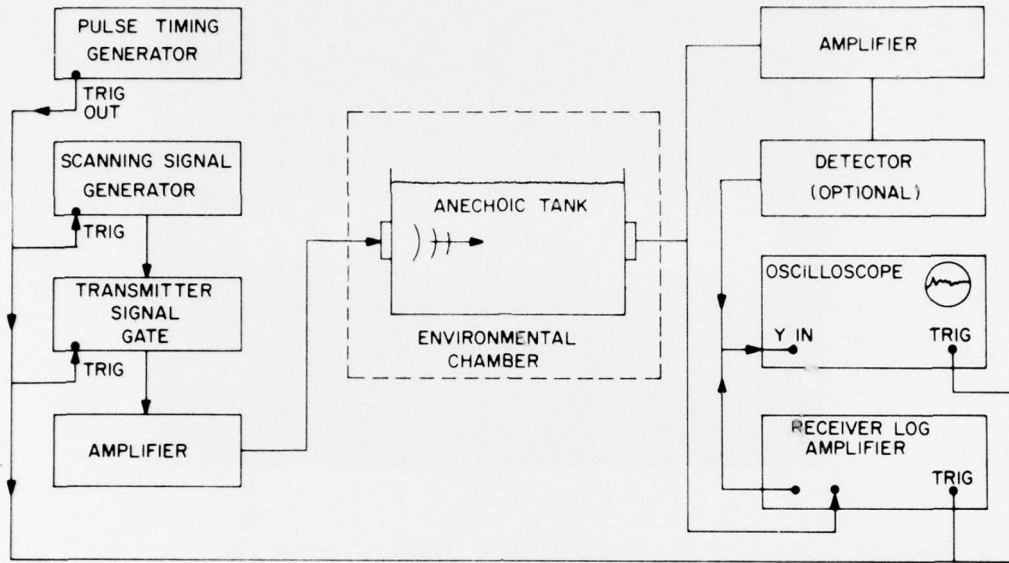 PULSE TIMING
GENERATOR
TRIG
OUT
SCANNING SIGNAL
GENERATOR
TRIG
TRANSMITTER
SIGNAL
GATE
TRIG
AMPLIFIER
ANECHOIC TANK
ENVIRONMENTAL
CHAMBER
AMPLIFIER
DETECTOR
(OPTIONAL)
OSCILLOSCOPE
Y IN
TRIG
RECEIVER LOG
AMPLIFIER
TRIG